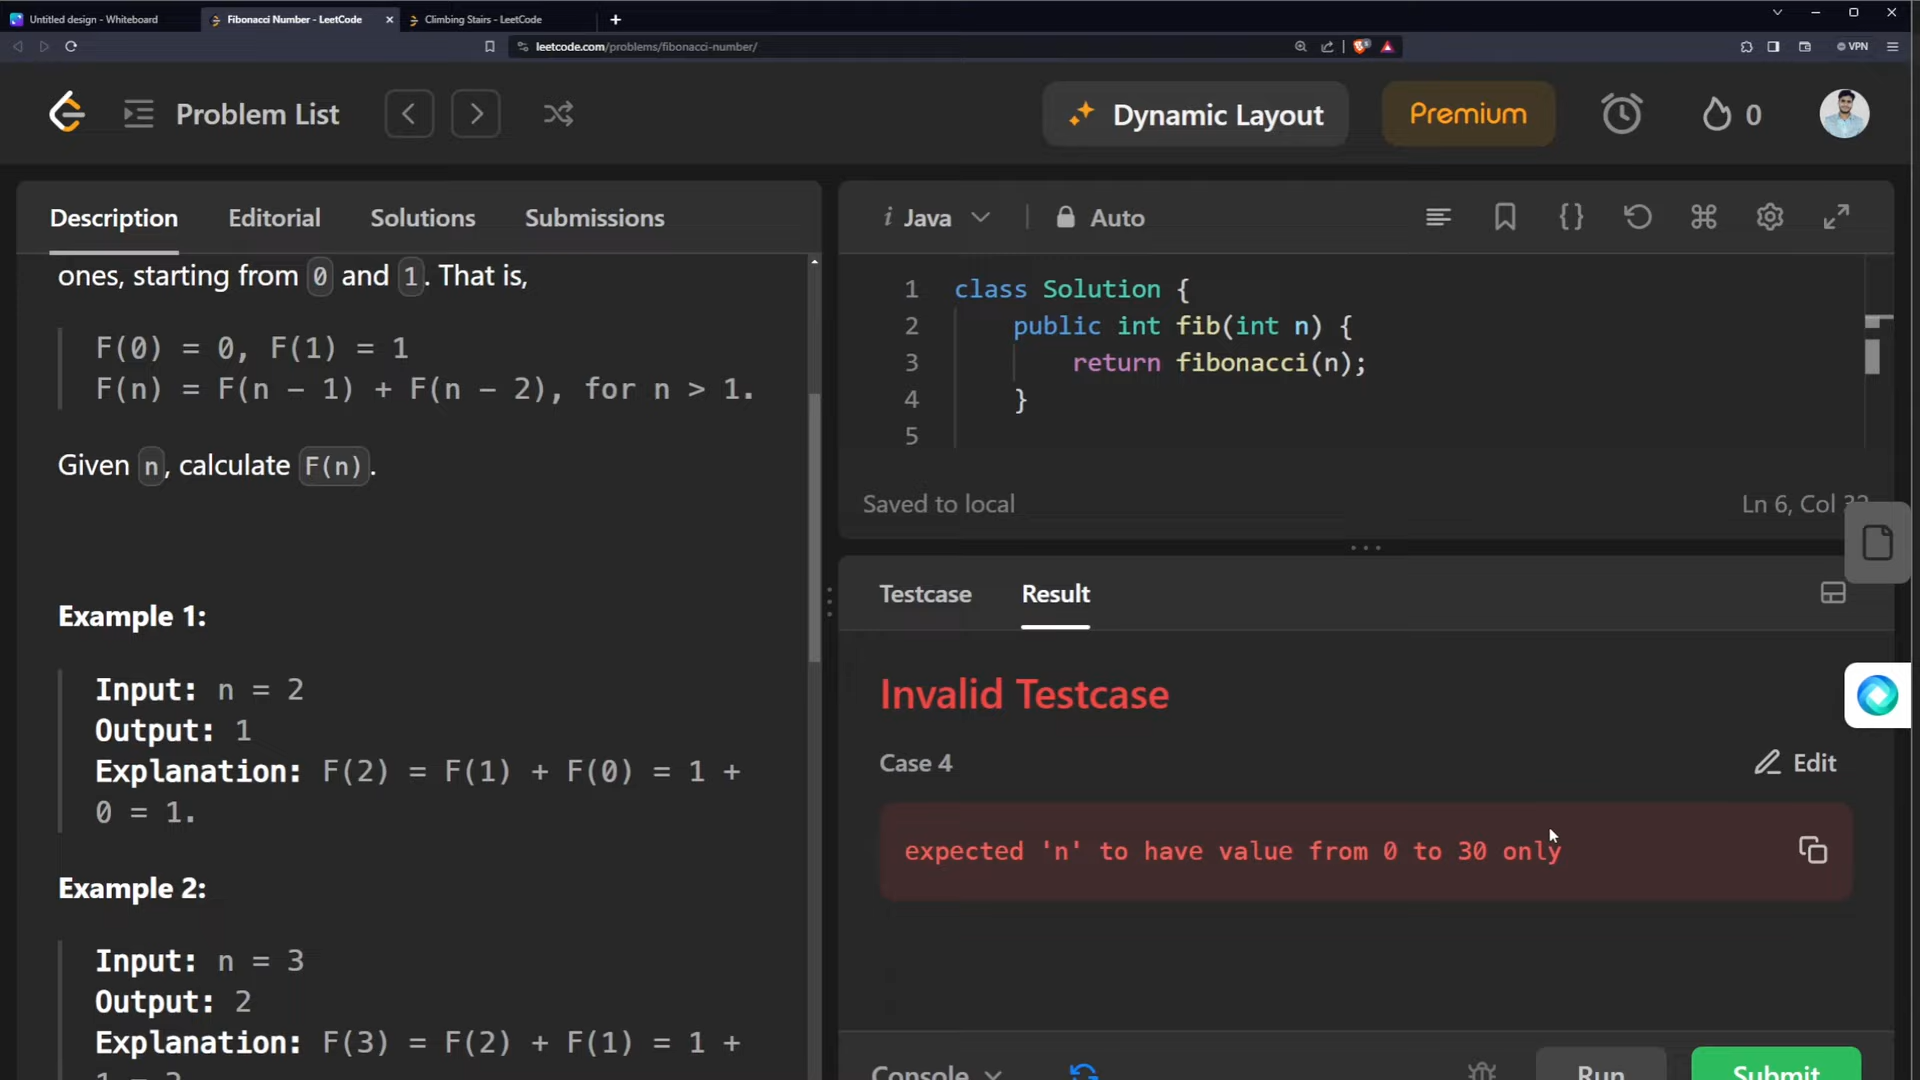 Untitled design - Whiteboard
Fibonacci Number - LeetCode
Climbing Stairs - LeetCode
leetcode.com/problems/fibonacci-number/
VPN
Problem List
Dynamic Layout
Premium
0
Description
Editorial
Solutions
Submissions
ones, starting from 0 and 1. That is,
F(0) = 0, F(1) = 1
F(n) = F(n - 1) + F(n - 2), for n > 1.
Given n, calculate F(n).
Example 1:
Input: n = 2
Output: 1
Explanation: F(2) = F(1) + F(0) = 1 +
0 = 1.
Example 2:
Input: n = 3
Output: 2
Explanation: F(3) = F(2) + F(1) = 1 +
i Java
Auto
1 class Solution {
2 public int fib(int n) {
3 return fibonacci(n);
4 }
5
Saved to local
Ln 6, Col
Testcase
Result
Invalid Testcase
Case 4
Edit
expected 'n' to have value from 0 to 30 only
Console
Run
Submit